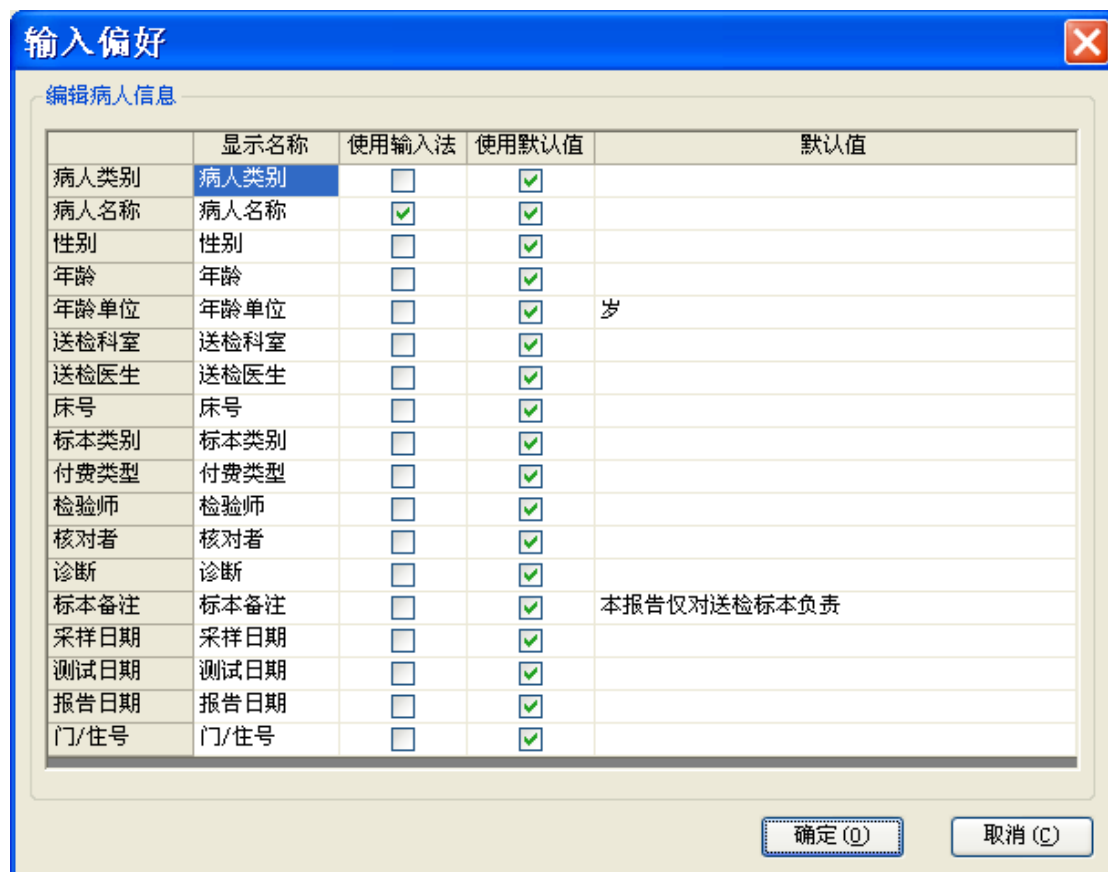 输入偏好
编辑病人信息
显示名称 使用输入法 使用默认值 默认值
病人类别 病人类别
病人名称 病人名称
性别 性别
年龄 年龄
年龄单位 年龄单位 岁
送检科室 送检科室
送检医生 送检医生
床号 床号
标本类别 标本类别
付费类型 付费类型
检验师 检验师
核对者 核对者
诊断 诊断
标本备注 标本备注 本报告仅对送检标本负责
采样日期 采样日期
测试日期 测试日期
报告日期 报告日期
门/住号 门/住号
确定(O) 取消(C)